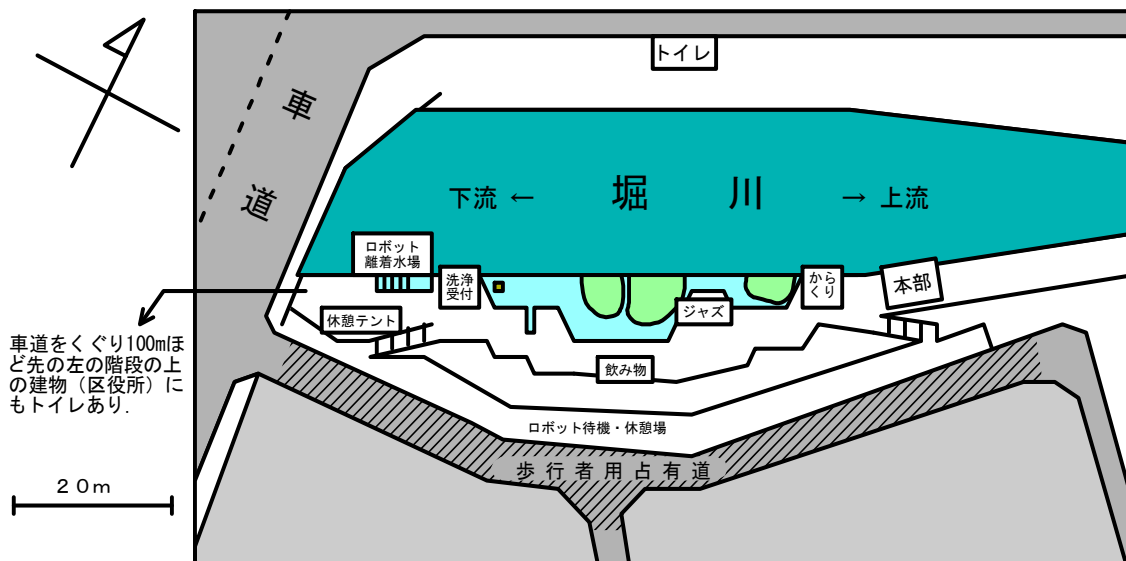 トイレ
車
道
下流 ← 堀川 → 上流
ロボット
離着水場
洗浄
受付
から
くり
本部
休憩テント
ジャズ
飲み物
車道をくぐり100mほ
ど先の左の階段の上
の建物(区役所)に
もトイレあり.
ロボット待機・休憩場
歩行者用占有道
20m